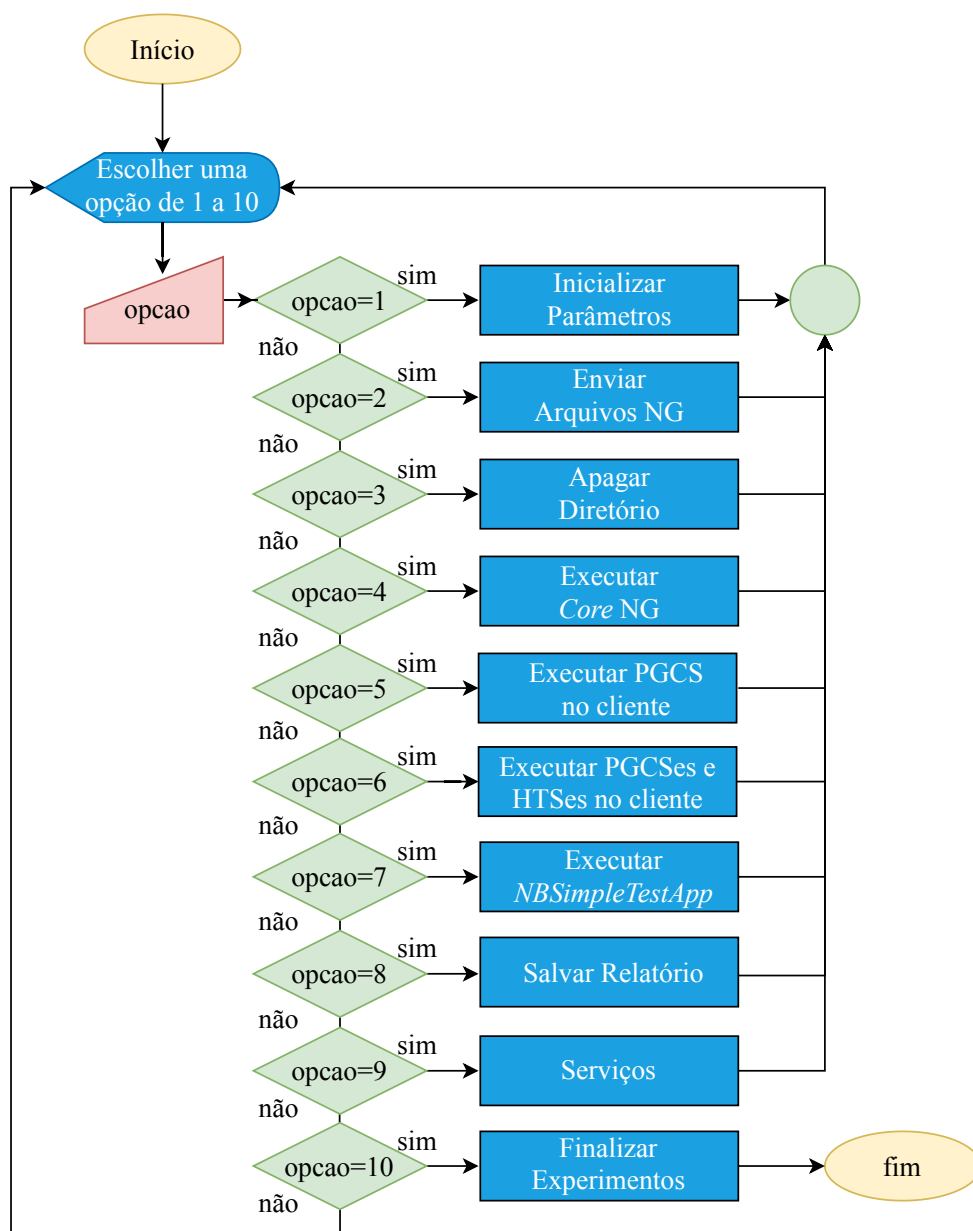 Início
Escolher uma
opção de 1 a 10
opcao
opcao=1
sim
Inicializar
Parâmetros
não
opcao=2
sim
Enviar
Arquivos NG
não
opcao=3
sim
Apagar
Diretório
não
opcao=4
sim
Executar
Core NG
não
opcao=5
sim
Executar PGCS
no cliente
não
opcao=6
sim
Executar PGCSes e
HTSes no cliente
não
opcao=7
sim
Executar
NBSimpleTestApp
não
opcao=8
sim
Salvar Relatório
não
opcao=9
sim
Serviços
não
opcao=10
sim
Finalizar
Experimentos
fim
não